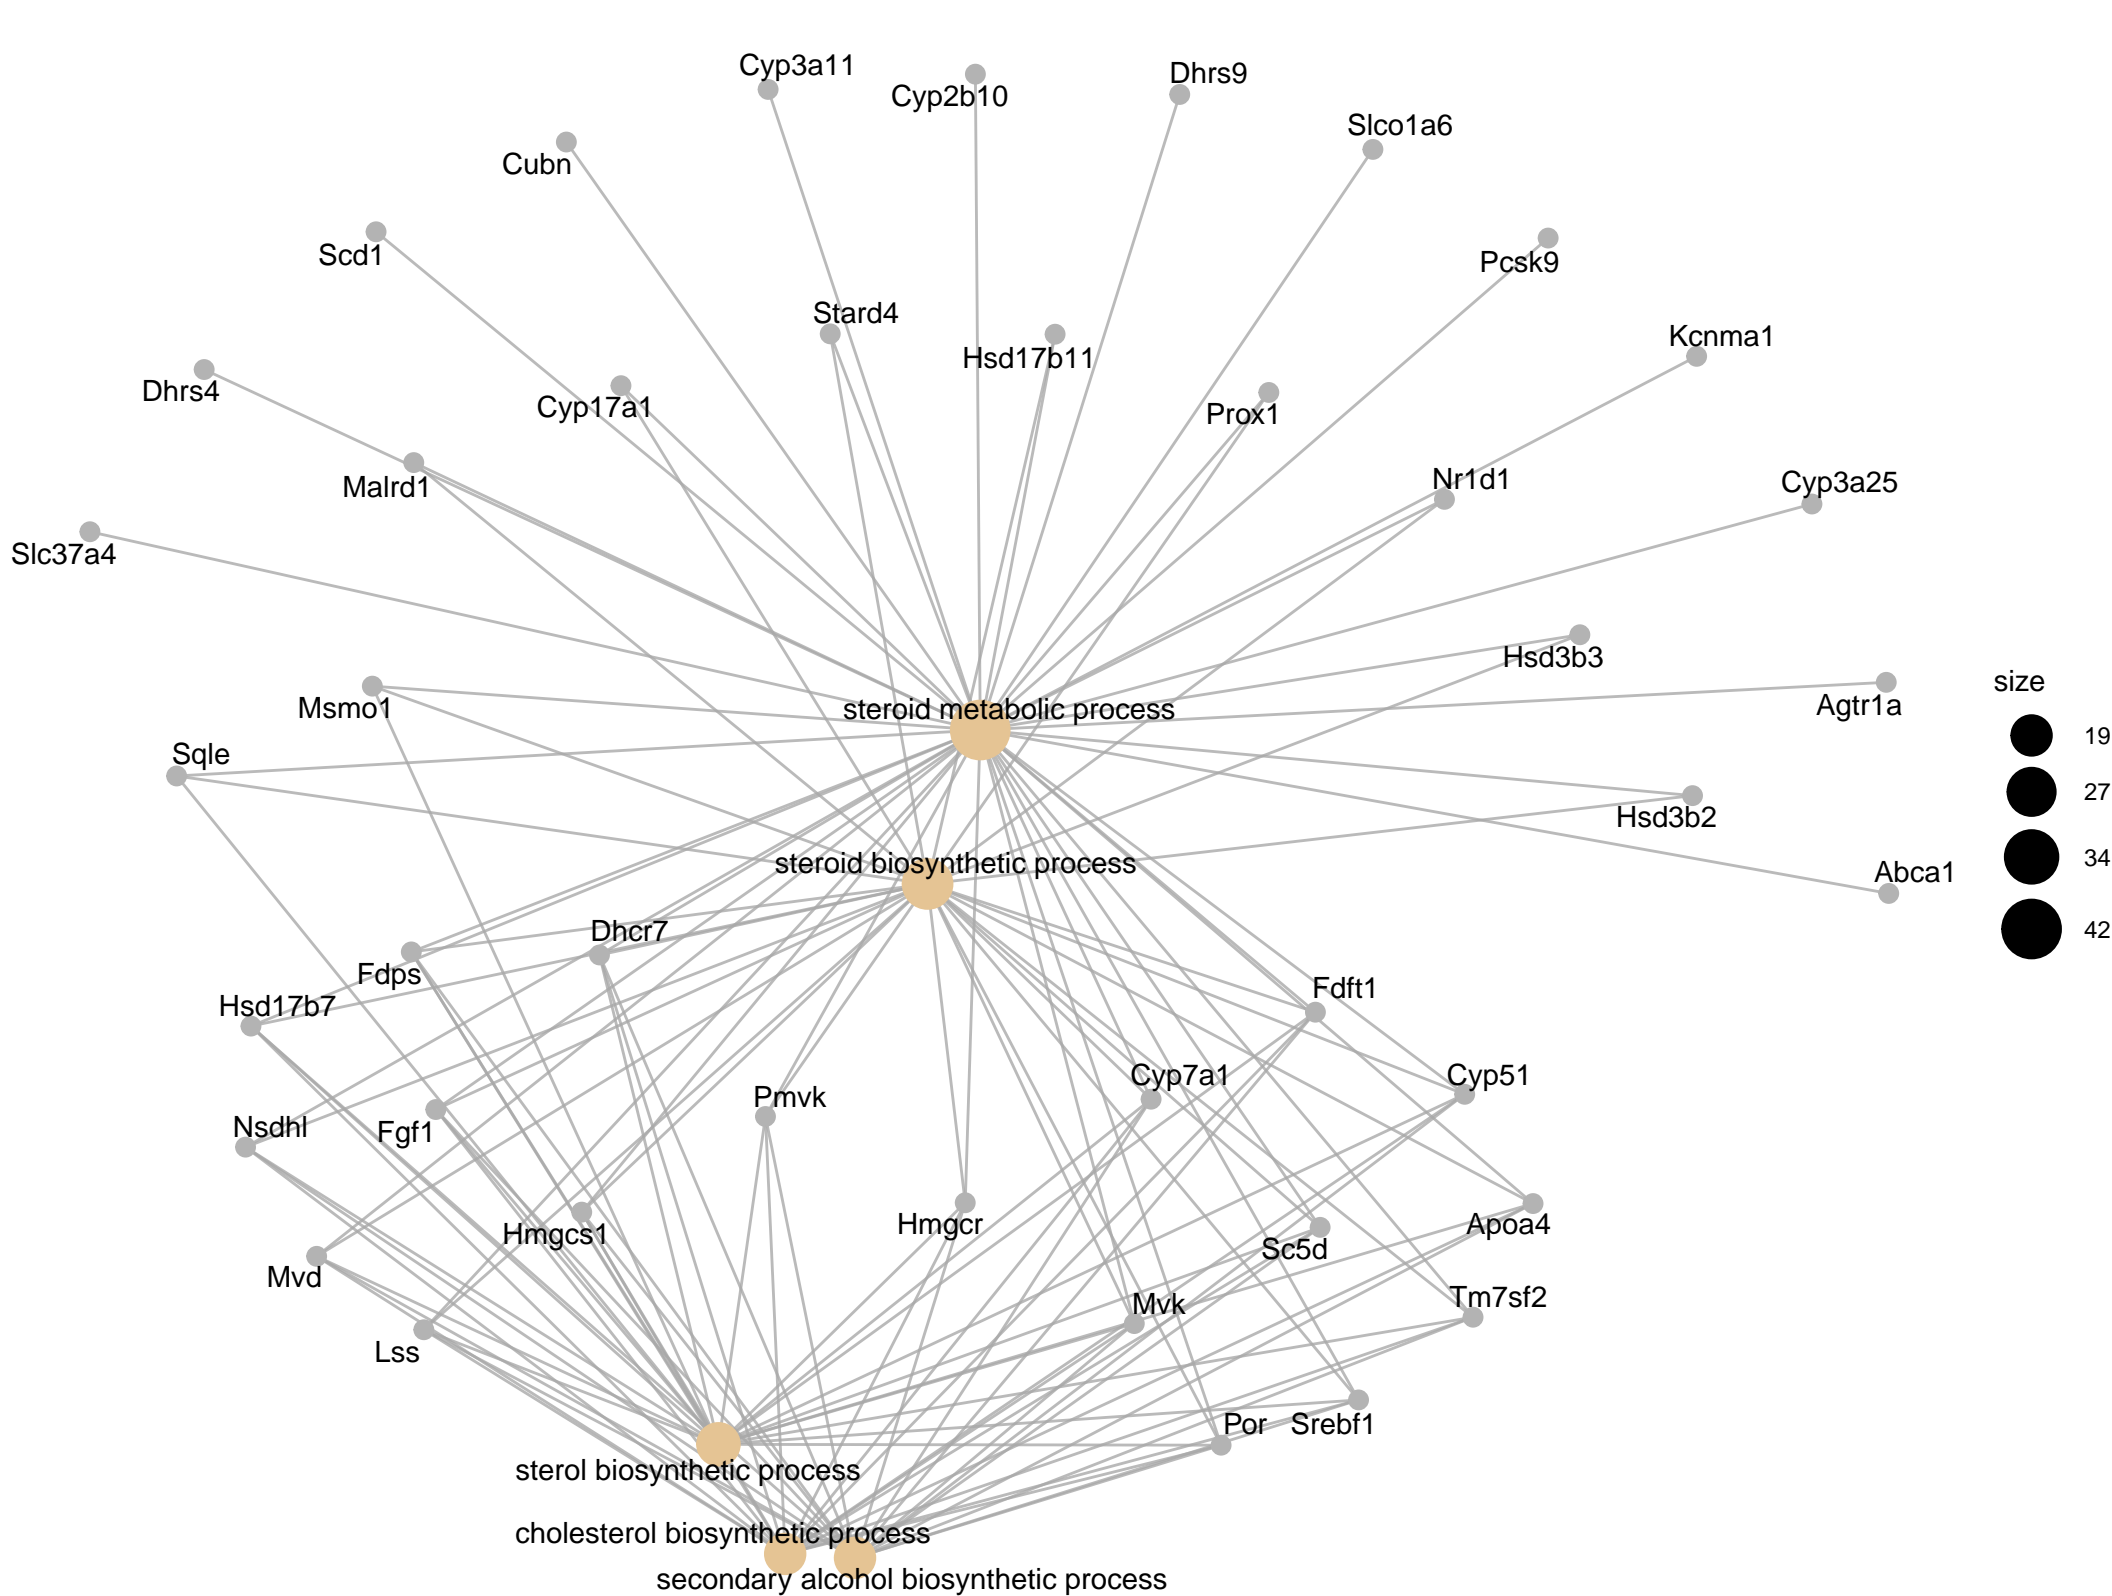 Cyp3a11
Cyp2b10
Dhrs9
Slco1a6
Cubn
Scd1
Pcsk9
Stard4
Hsd17b11
Kcnma1
Dhrs4
Cyp17a1
Prox1
Malrd1
Nr1d1
Cyp3a25
Slc37a4
Hsd3b3
Msmo1
steroid metabolic process
Agtr1a
size
19
27
34
42
Sqle
Hsd3b2
steroid biosynthetic process
Abca1
Dhcr7
Fdps
Fdft1
Hsd17b7
Cyp7a1
Cyp51
Pmvk
Nsdhl
Fgf1
Hmgcs1
Hmgcr
Apoa4
Sc5d
Mvd
Mvk
Tm7sf2
Lss
Por
Srebf1
sterol biosynthetic process
cholesterol biosynthetic process
secondary alcohol biosynthetic process